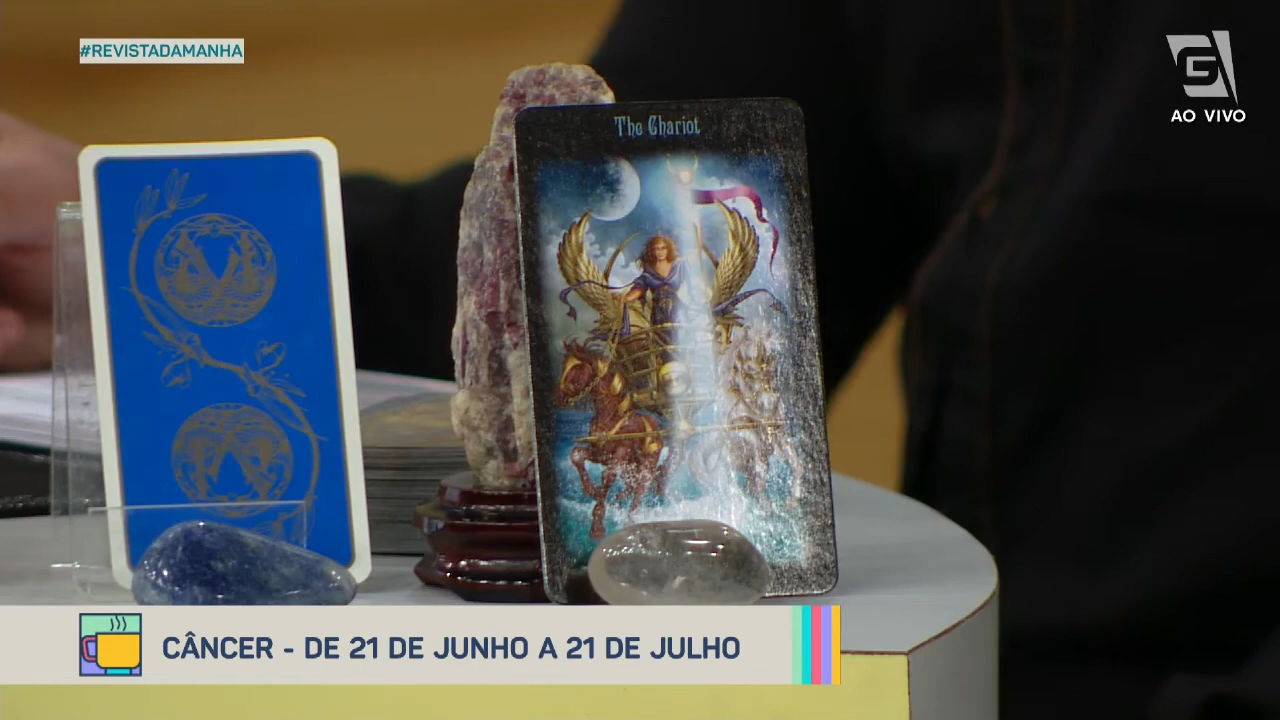 #REVISTADAMANHA
G
AO VIVO
The Chariot
CÂNCER - DE 21 DE JUNHO A 21 DE JULHO